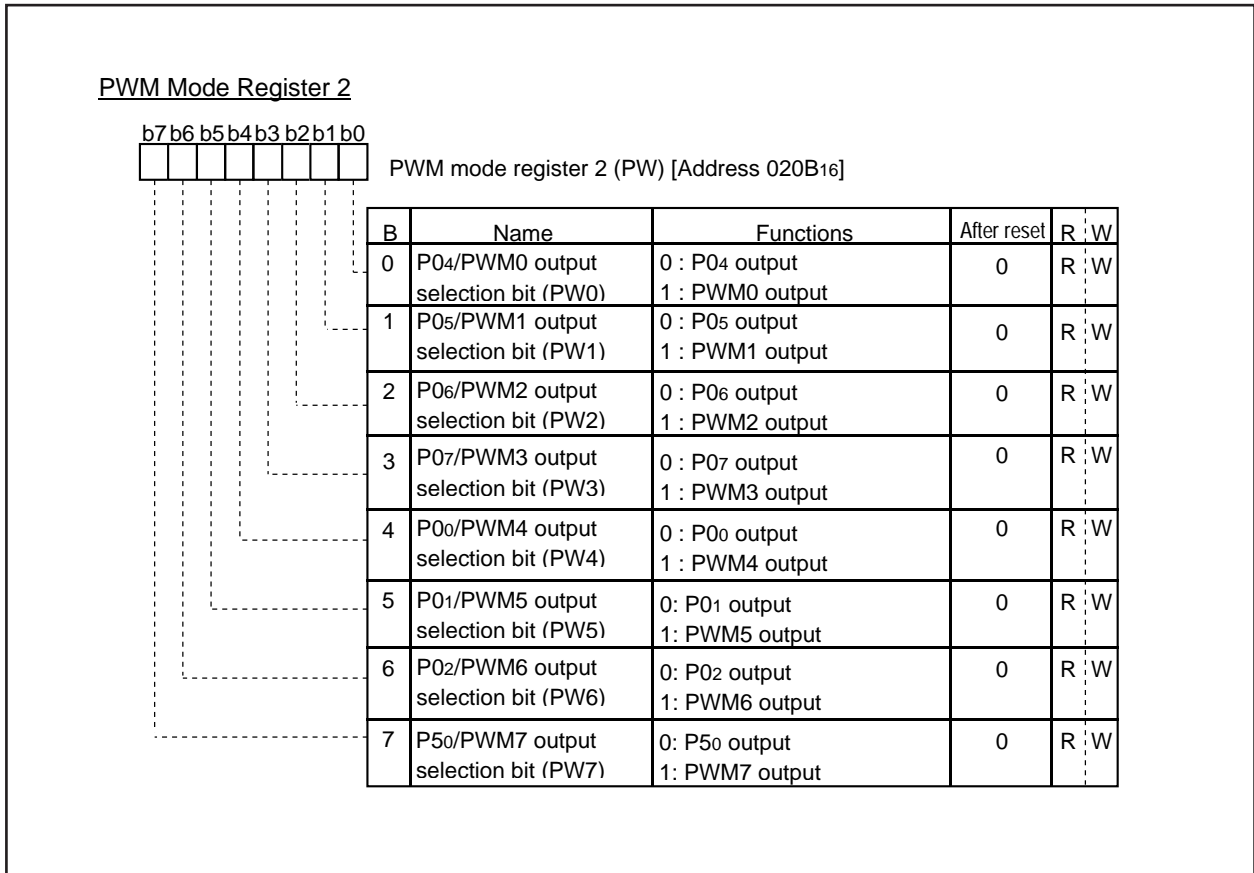 PWM Mode Register 2
b7 b6 b5 b4 b3 b2 b1 b0
PWM mode register 2 (PW) [Address 020B16]
B Name Functions After reset R W
0 P04/PWM0 output 0 : P04 output 0 R W
selection bit (PW0) 1 : PWM0 output
1 P05/PWM1 output 0 : P05 output 0 R W
selection bit (PW1) 1 : PWM1 output
2 P06/PWM2 output 0 : P06 output 0 R W
selection bit (PW2) 1 : PWM2 output
3 P07/PWM3 output 0 : P07 output 0 R W
selection bit (PW3) 1 : PWM3 output
4 P00/PWM4 output 0 : P00 output 0 R W
selection bit (PW4) 1 : PWM4 output
5 P01/PWM5 output 0: P01 output 0 R W
selection bit (PW5) 1: PWM5 output
6 P02/PWM6 output 0: P02 output 0 R W
selection bit (PW6) 1: PWM6 output
7 P50/PWM7 output 0: P50 output 0 R W
selection bit (PW7) 1: PWM7 output